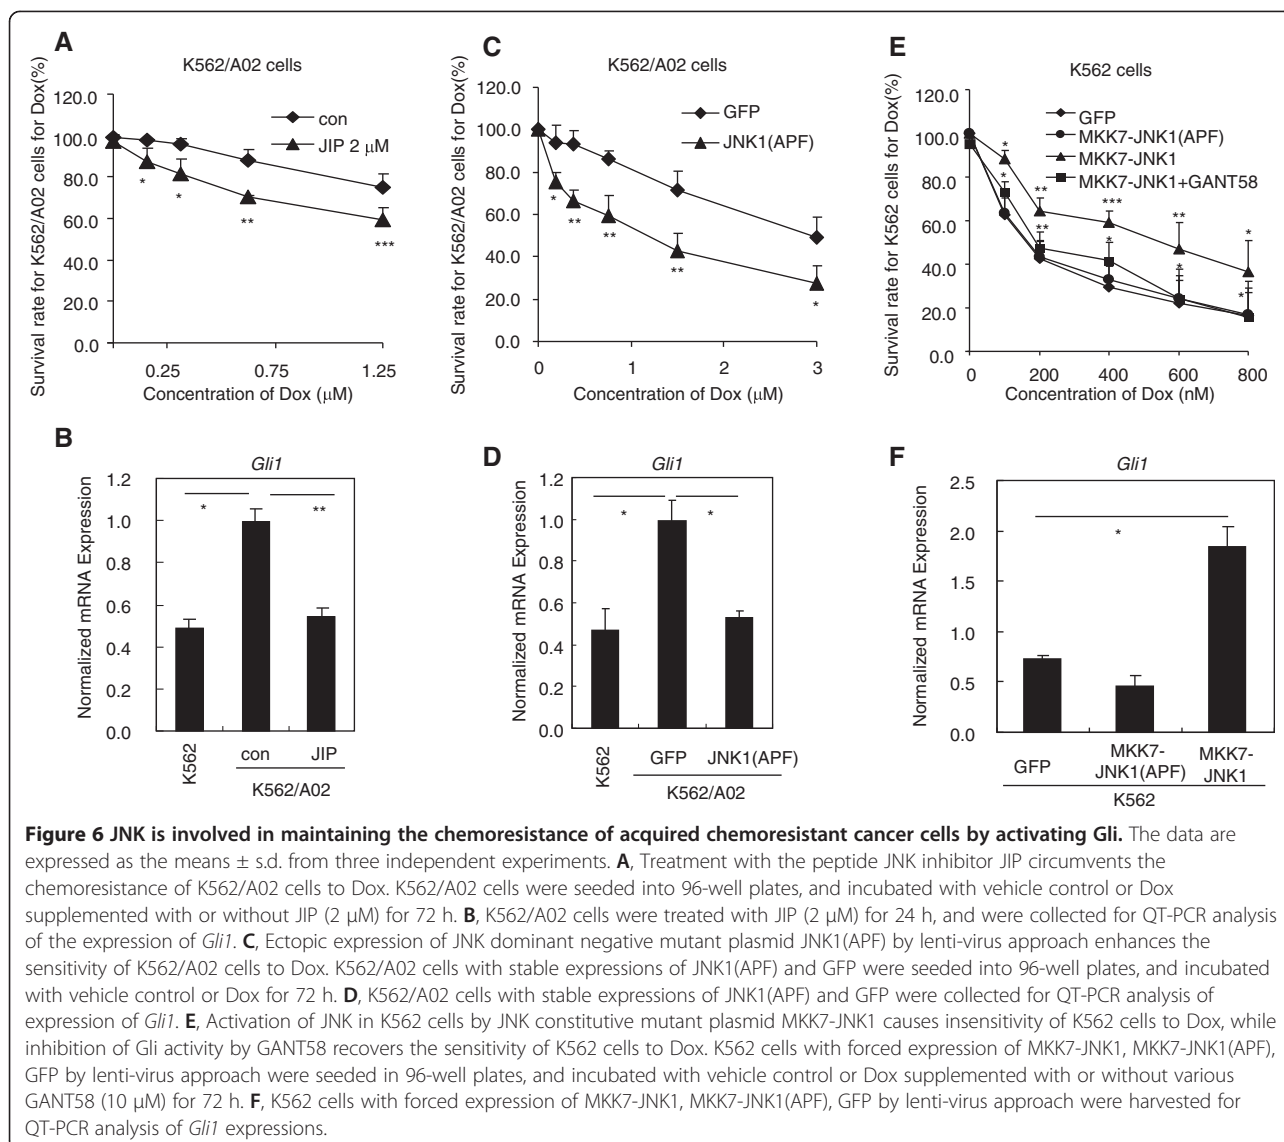 A
K562/A02 cells
Survival rate for K562/A02 cells for Dox(%)
120.0
100.0
80.0
60.0
40.0
20.0
0.0
con
JIP 2 μM
*
*
**
***
0.25
0.75
1.25
Concentration of Dox (μM)
C
K562/A02 cells
Survival rate for K562/A02 cells for Dox(%)
120.0
100.0
80.0
60.0
40.0
20.0
0.0
GFP
JNK1(APF)
*
**
**
**
*
0
1
2
3
Concentration of Dox (μM)
E
K562 cells
Survival rate for K562 cells for Dox(%)
120.0
100.0
80.0
60.0
40.0
20.0
0.0
GFP
MKK7-JNK1(APF)
MKK7-JNK1
MKK7-JNK1+GANT58
*
*
**
**
***
*
**
*
*
*
0
200
400
600
800
Concentration of Dox (nM)
B
Gli1
Normalized mRNA Expression
1.2
1.0
0.8
0.6
0.4
0.2
0.0
*
**
K562
con
JIP
K562/A02
D
Gli1
Normalized mRNA Expression
1.2
1.0
0.8
0.6
0.4
0.2
0.0
*
*
K562
GFP
JNK1(APF)
K562/A02
F
Gli1
Normalized mRNA Expression
2.5
2.0
1.5
1.0
0.5
0.0
*
GFP
MKK7-
JNK1(APF)
MKK7-
JNK1
K562
Figure 6 JNK is involved in maintaining the chemoresistance of acquired chemoresistant cancer cells by activating Gli. The data are
expressed as the means ± s.d. from three independent experiments. A, Treatment with the peptide JNK inhibitor JIP circumvents the
chemoresistance of K562/A02 cells to Dox. K562/A02 cells were seeded into 96-well plates, and incubated with vehicle control or Dox
supplemented with or without JIP (2 μM) for 72 h. B, K562/A02 cells were treated with JIP (2 μM) for 24 h, and were collected for QT-PCR analysis
of the expression of Gli1. C, Ectopic expression of JNK dominant negative mutant plasmid JNK1(APF) by lenti-virus approach enhances the
sensitivity of K562/A02 cells to Dox. K562/A02 cells with stable expressions of JNK1(APF) and GFP were seeded into 96-well plates, and incubated
with vehicle control or Dox for 72 h. D, K562/A02 cells with stable expressions of JNK1(APF) and GFP were collected for QT-PCR analysis of
expression of Gli1. E, Activation of JNK in K562 cells by JNK constitutive mutant plasmid MKK7-JNK1 causes insensitivity of K562 cells to Dox, while
inhibition of Gli activity by GANT58 recovers the sensitivity of K562 cells to Dox. K562 cells with forced expression of MKK7-JNK1, MKK7-JNK1(APF),
GFP by lenti-virus approach were seeded in 96-well plates, and incubated with vehicle control or Dox supplemented with or without various
GANT58 (10 μM) for 72 h. F, K562 cells with forced expression of MKK7-JNK1, MKK7-JNK1(APF), GFP by lenti-virus approach were harvested for
QT-PCR analysis of Gli1 expressions.